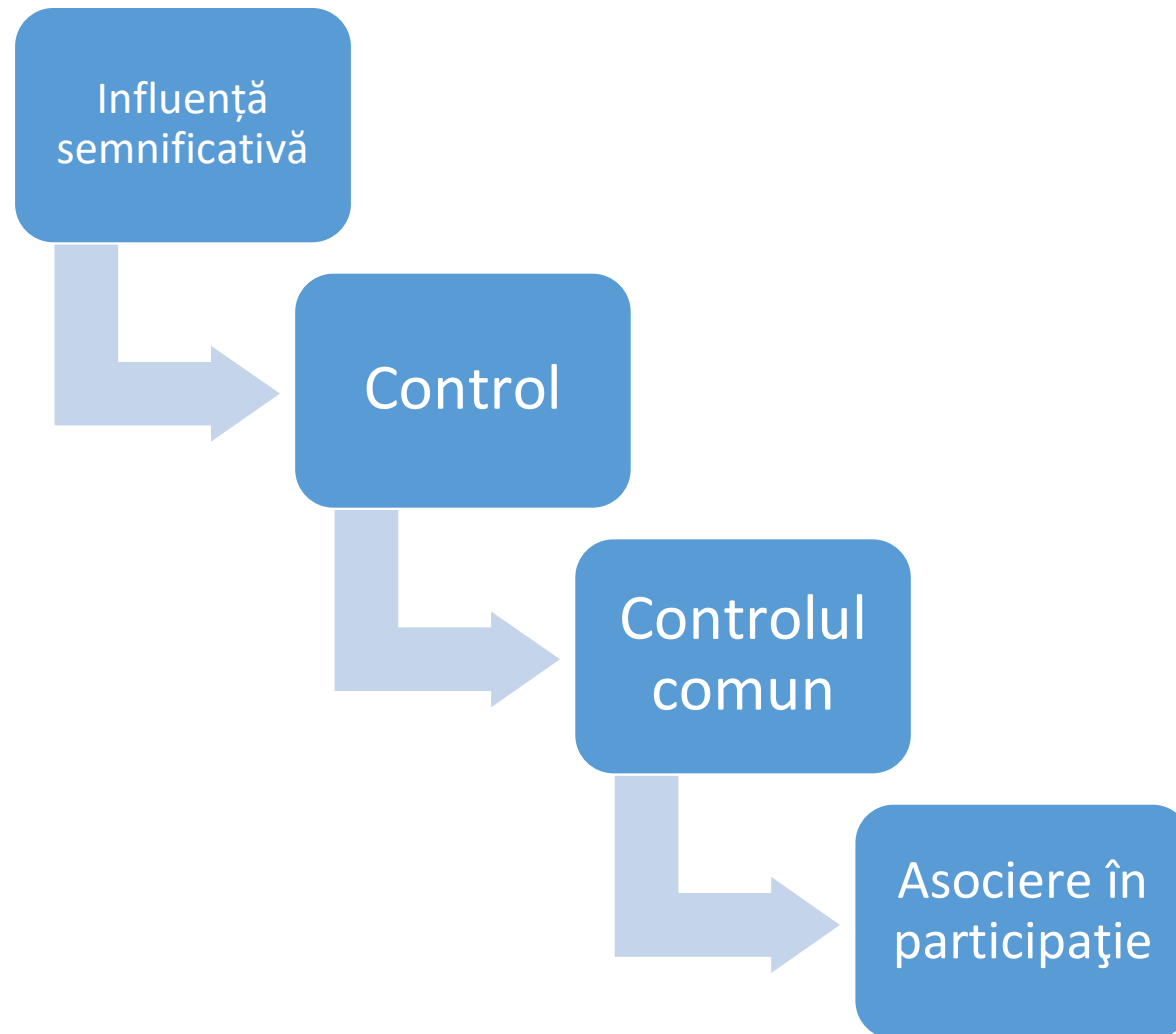 Influență
semnificativă
Control
Controlul
comun
Asociere în
participaţie